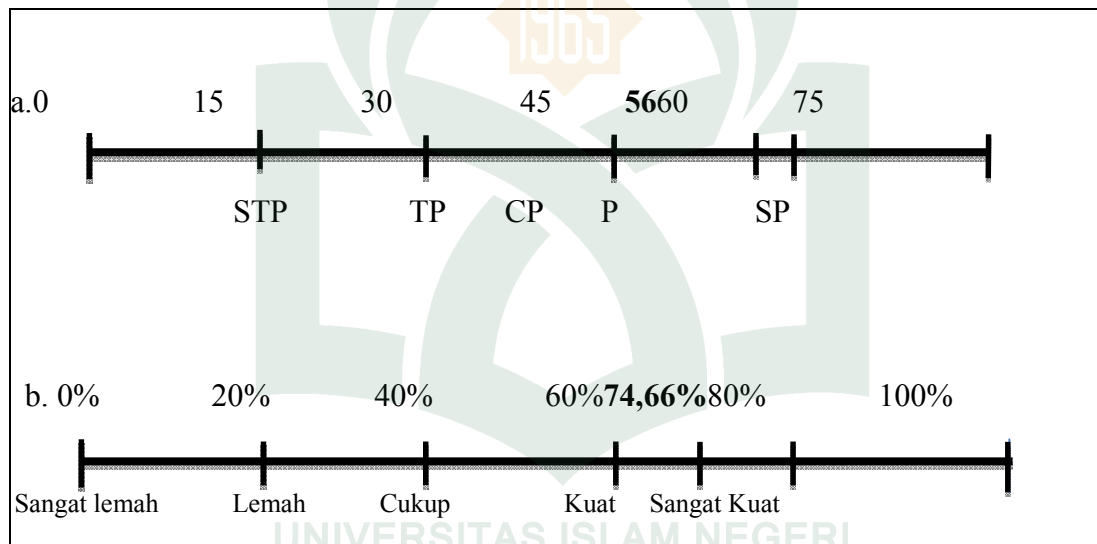 1965
a.0 15 30 45 5660 75
STP TP CP P SP
b. 0% 20% 40% 60%74,66%80% 100%
Sangat lemah Lemah Cukup Kuat Sangat Kuat
UNIVERSITAS ISLAM NEGERI